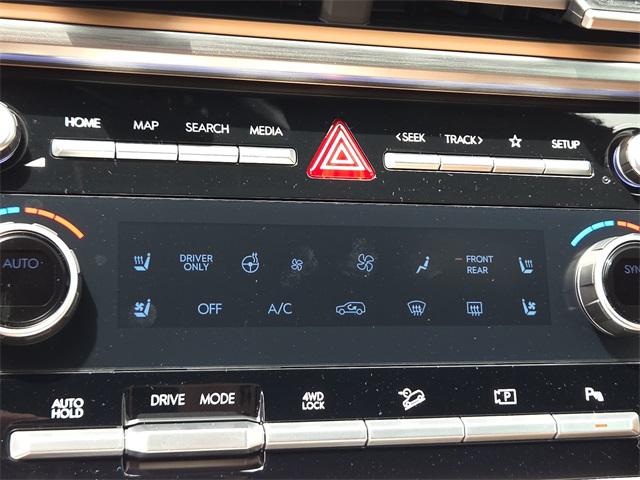 HOME MAP SEARCH MEDIA <SEEK TRACK> ☆ SETUP
AUTO DRIVER ONLY FRONT REAR SYN
OFF A/C
AUTO HOLD DRIVE MODE 4WD LOCK P P